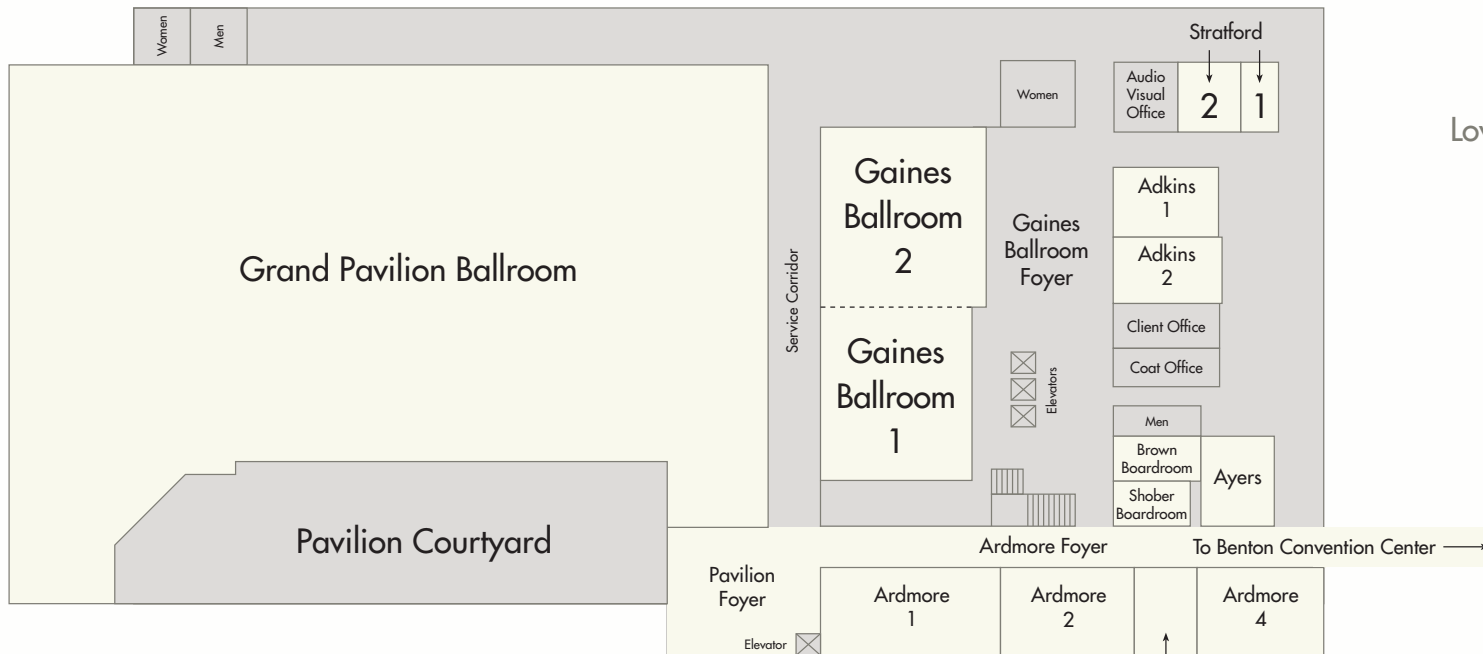 Women
Men
Stratford
Audio
Visual
Office
2
1
Women
Gaines
Ballroom
2
Gaines
Ballroom
Foyer
Adkins
1
Adkins
2
Grand Pavilion Ballroom
Service Corridor
Client Office
Coat Office
Gaines
Ballroom
1
Elevators
Men
Brown
Boardroom
Shober
Boardroom
Ayers
Pavilion Courtyard
Ardmore Foyer
To Benton Convention Center
Pavilion
Foyer
Ardmore
1
Ardmore
2
Ardmore
4
Elevator